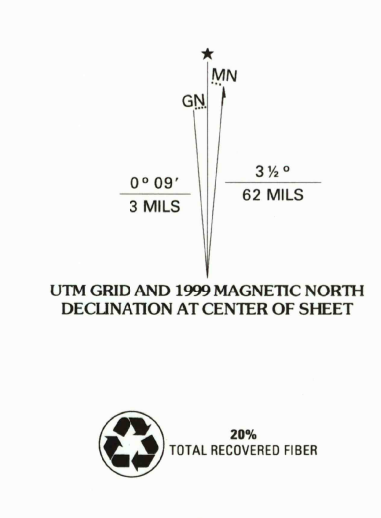 ★
MN
GN
0° 09′
3 MILS
3 ½ °
62 MILS
UTM GRID AND 1999 MAGNETIC NORTH
DECLINATION AT CENTER OF SHEET
20%
TOTAL RECOVERED FIBER